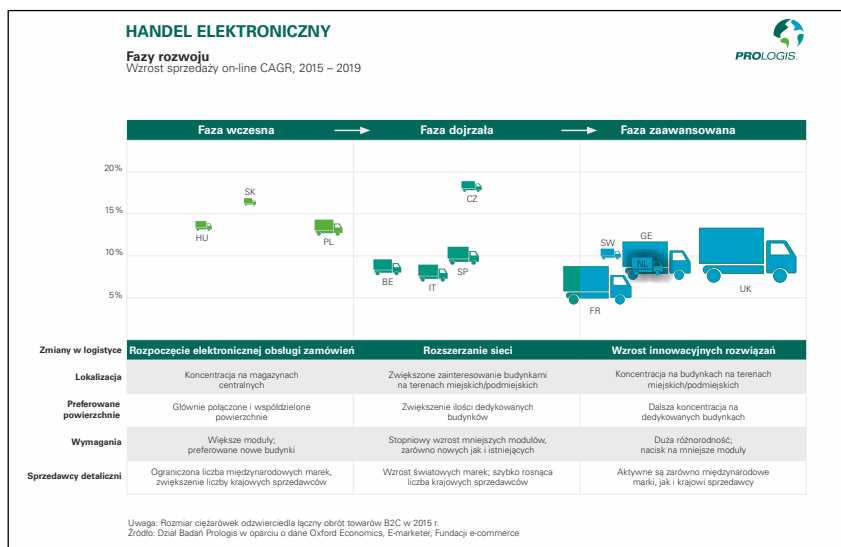 HANDEL ELEKTRONICZNY
Fazy rozwoju
Wzrost sprzedaży on-line CAGR, 2015 – 2019
PROLOGIS
Faza wczesna
Faza dojrzała
Faza zaawansowana
20%
15%
10%
5%
SK
HU
PL
CZ
BE
IT
SP
SW
GE
NL
FR
UK
Zmiany w logistyce
Rozpoczęcie elektronicznej obsługi zamówień
Rozszerzanie sieci
Wzrost innowacyjnych rozwiązań
Lokalizacja
Koncentracja na magazynach
centralnych
Zwiększone zainteresowanie budynkami
na terenach miejskich/podmiejskich
Koncentracja na budynkach na terenach
miejskich/podmiejskich
Preferowane
powierzchnie
Głównie połączone i współdzielone
powierzchnie
Zwiększenie ilości dedykowanych
budynków
Dalsza koncentracja na
dedykowanych budynkach
Wymagania
Większe moduły;
preferowane nowe budynki
Stopniowy wzrost mniejszych modułów,
zarówno nowych jak i istniejących
Duża różnorodność;
nacisk na mniejsze moduły
Sprzedawcy detaliczni
Ograniczona liczba międzynarodowych marek,
zwiększenie liczby krajowych sprzedawców
Wzrost światowych marek; szybko rosnąca
liczba krajowych sprzedawców
Aktywne są zarówno międzynarodowe
marki, jak i krajowi sprzedawcy
Uwaga: Rozmiar ciężarówek odzwierciedla łączny obrót towarów B2C w 2015 r.
Źródło: Dział Badań Prologis w oparciu o dane Oxford Economics, E-marketer, Fundacji e-commerce